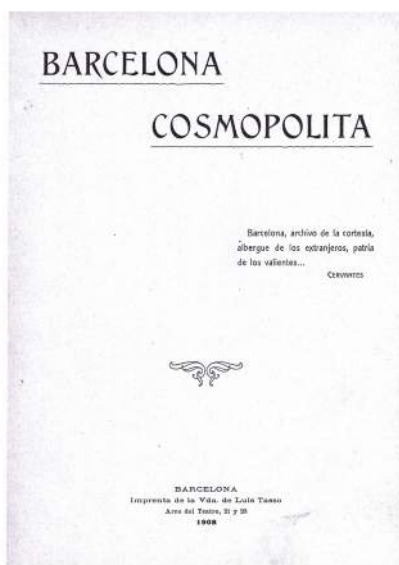 BARCELONA
COSMOPOLITA
Barcelona, archivo de la cortesía,
albergue de los extranjeros, patria
de los valientes...
CERVANTES
BARCELONA
Imprenta de la Vda. de Luis Tasso
Arco del Teatro, 21 y 23
1908